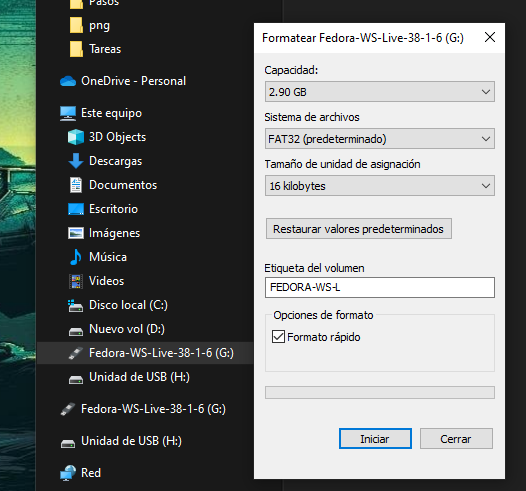 Pasos
png
Tareas
OneDrive - Personal
Este equipo
3D Objects
Descargas
Documentos
Escritorio
Imágenes
Música
Videos
Disco local (C:)
Nuevo vol (D:)
Fedora-WS-Live-38-1-6 (G:)
Unidad de USB (H:)
Fedora-WS-Live-38-1-6 (G:)
Unidad de USB (H:)
Red
Formatear Fedora-WS-Live-38-1-6 (G:)
Capacidad:
2.90 GB
Sistema de archivos
FAT32 (predeterminado)
Tamaño de unidad de asignación
16 kilobytes
Restaurar valores predeterminados
Etiqueta del volumen
FEDORA-WS-L
Opciones de formato
Formato rápido
Iniciar
Cerrar